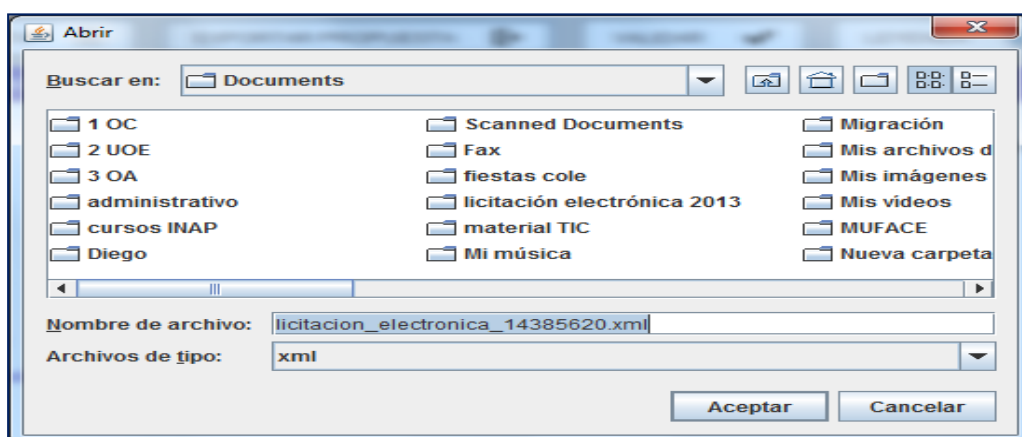 Abrir
Buscar en: Documents
1 OC Scanned Documents Migración
2 UOE Fax Mis archivos d
3 OA fiestas cole Mis imágenes
administrativo licitación electrónica 2013 Mis vídeos
cursos INAP material TIC MUFACE
Diego Mi música Nueva carpeta
Nombre de archivo: licitacion_electronica_14385620.xml
Archivos de tipo: xml
Aceptar Cancelar